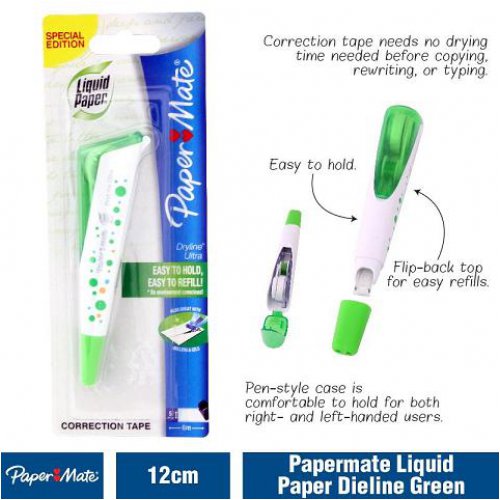 SPECIAL
EDITION
Liquid
Paper
Paper Mate
Dryline
Ultra
EASY TO HOLD,
EASY TO REFILL!
CORRECTION TAPE
Correction tape needs no drying
time needed before copying,
rewriting, or typing.
Easy to hold.
Flip-back top
for easy refills.
Pen-style case is
comfortable to hold for both
right- and left-handed users.
Paper Mate
12cm
Papermate Liquid
Paper Dieline Green